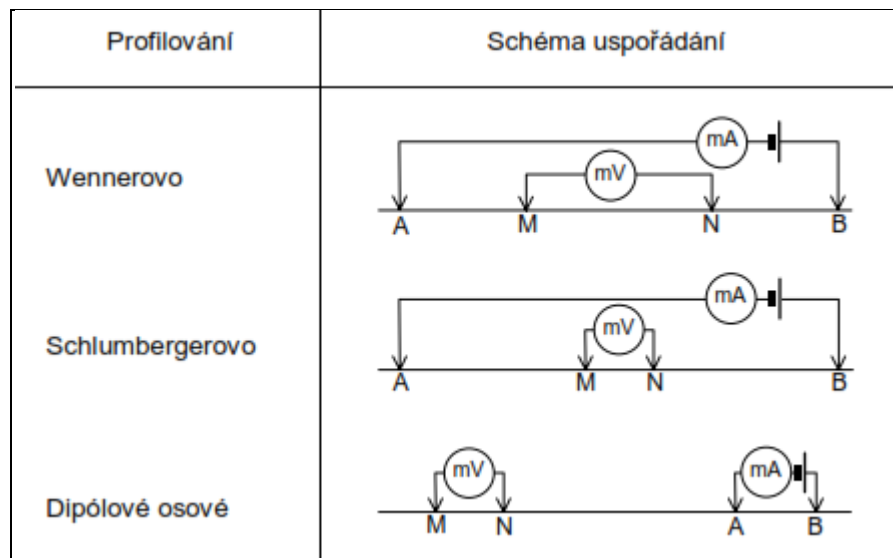 Profilování Schéma uspořádání
mA
Wennerovo mV
A M N B
mA
Schlumbergerovo mV
A M N B
mV mA
Dipólové osové
M N A B